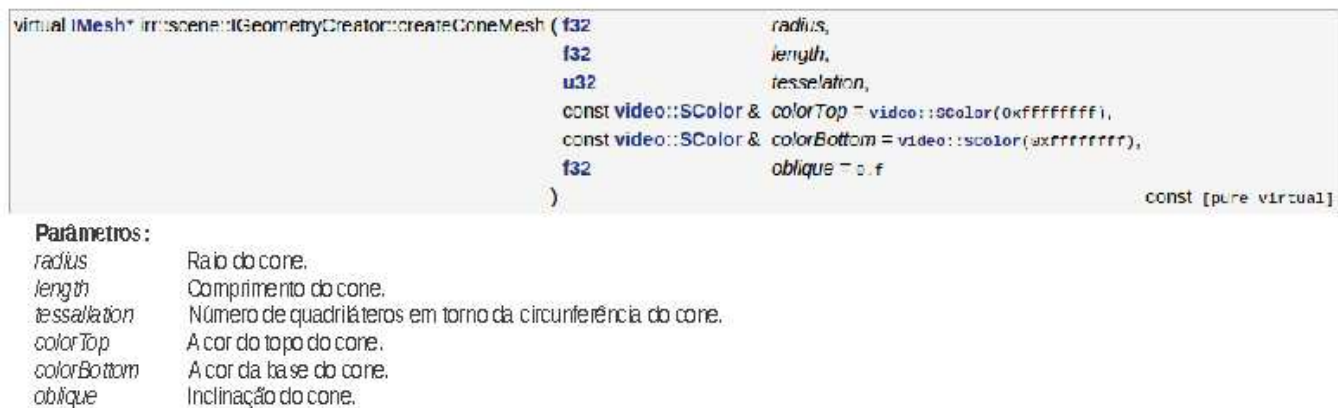 virtual IMesh* irr::scene::IGeometryCreator::createConeMesh ( f32 radius,
f32 length,
u32 tesselation,
const video::SColor & colorTop = video::SColor(0xffffffff),
const video::SColor & colorBottom = video::SColor(0xffffffff),
f32 oblique = 0.f
) const [pure virtual]
Parâmetros:
radius Raio do cone.
length Comprimento do cone.
tessallation Número de quadriláteros em torno da circunferência do cone.
colorTop A cor do topo do cone.
colorBottom A cor da base do cone.
oblique Inclinação do cone.